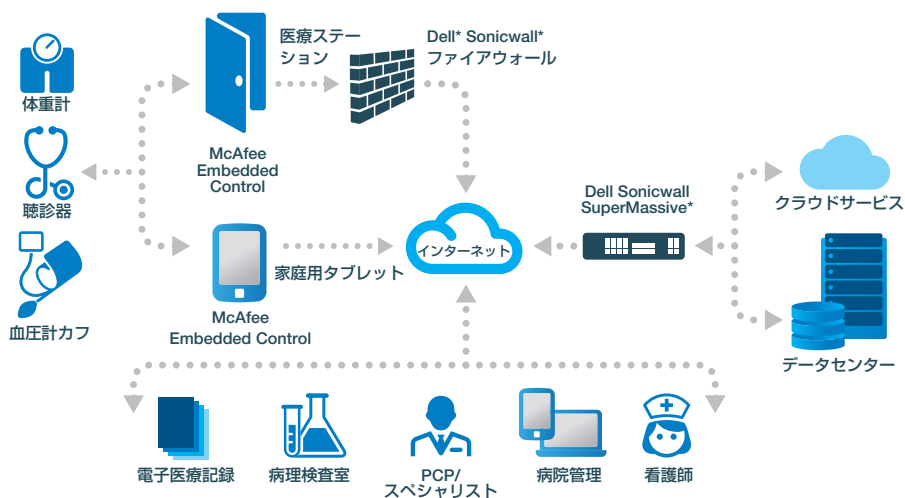 体重計
聴診器
血圧計カフ
McAfee
Embedded
Control
医療ステー
ション
Dell* Sonicwall*
ファイアウォール
McAfee
Embedded Control
家庭用タブレット
インターネット
Dell Sonicwall
SuperMassive*
クラウドサービス
データセンター
電子医療記録
病理検査室
PCP/
スペシャリスト
病院管理
看護師